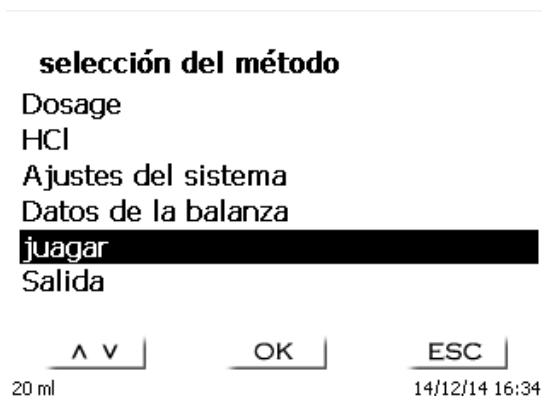 selección del método
Dosage
HCl
Ajustes del sistema
Datos de la balanza
juagar
Salida
∧ ∨ OK ESC
20 ml 14/12/14 16:34